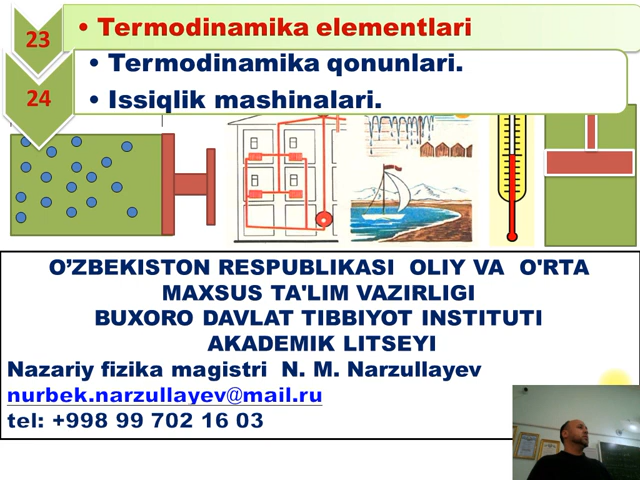 23
• Termodinamika elementlari
24
• Termodinamika qonunlari.
• Issiqlik mashinalari.
O’ZBEKISTON RESPUBLIKASI OLIY VA O'RTA
MAXSUS TA'LIM VAZIRLIGI
BUXORO DAVLAT TIBBIYOT INSTITUTI
AKADEMIK LITSEYI
Nazariy fizika magistri N. M. Narzullayev
nurbek.narzullayev@mail.ru
tel: +998 99 702 16 03